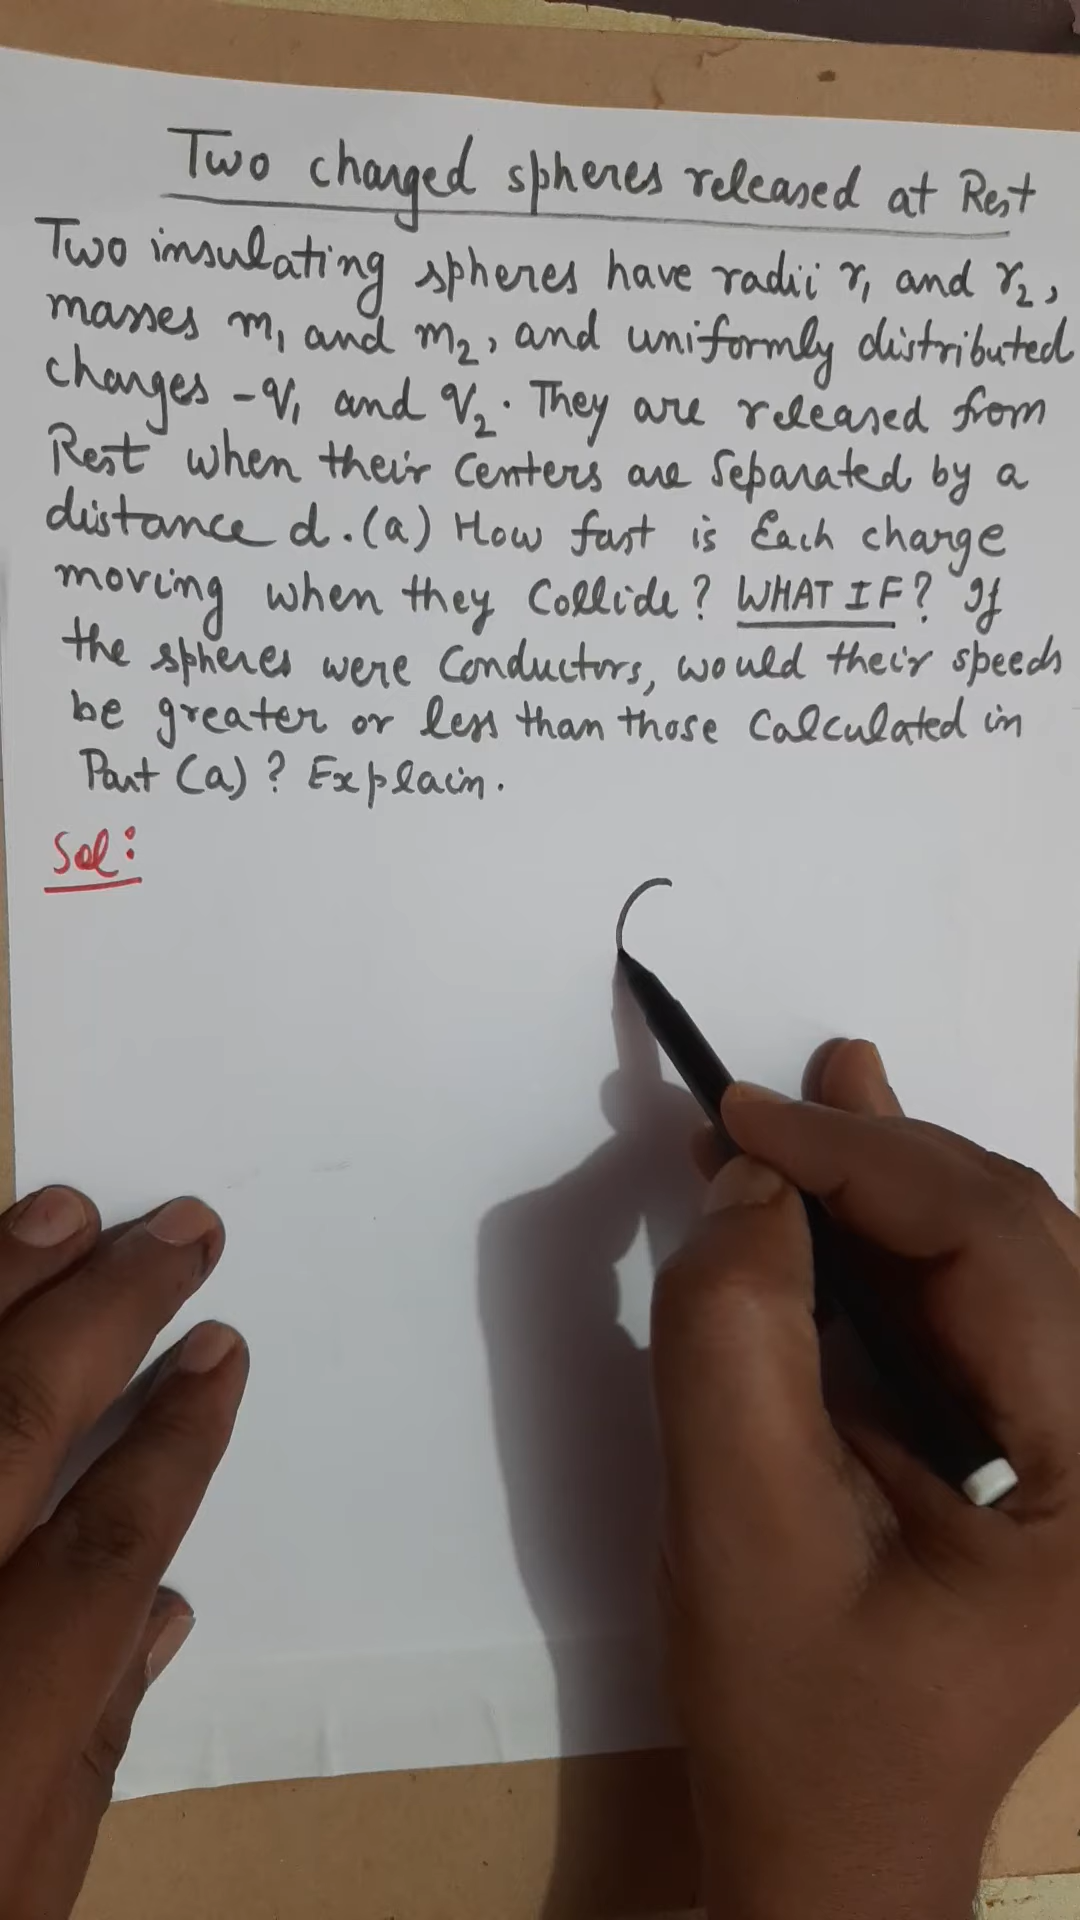 Two charged spheres released at Rest
Two insulating spheres have radii r₁ and r₂,
masses m₁ and m₂, and uniformly distributed
charges -q₁ and q₂. They are released from
Rest when their Centers are Separated by a
distance d. (a) How fast is Each charge
moving when they Collide? WHAT IF? If
the spheres were Conductors, would their speeds
be greater or less than those Calculated in
Part (a)? Explain.
Sol: